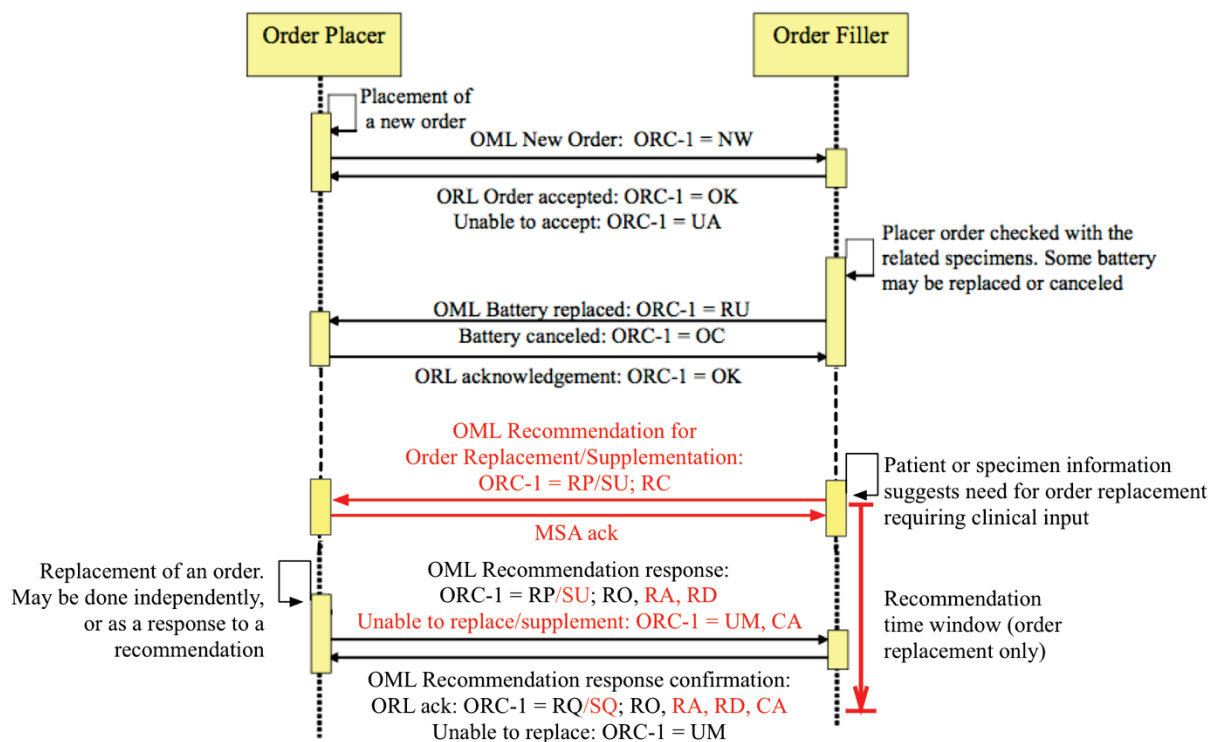 Order Placer
Order Filler
Placement of
a new order
OML New Order:  ORC-1 = NW
ORL Order accepted: ORC-1 = OK
Unable to accept: ORC-1 = UA
Placer order checked with the
related specimens. Some battery
may be replaced or canceled
OML Battery replaced: ORC-1 = RU
Battery canceled: ORC-1 = OC
ORL acknowledgement: ORC-1 = OK
OML Recommendation for
Order Replacement/Supplementation:
ORC-1 = RP/SU; RC
Patient or specimen information
suggests need for order replacement
requiring clinical input
MSA ack
Replacement of an order.
May be done independently,
or as a response to a
recommendation
OML Recommendation response:
ORC-1 = RP/SU; RO, RA, RD
Unable to replace/supplement: ORC-1 = UM, CA
Recommendation
time window (order
replacement only)
OML Recommendation response confirmation:
ORL ack: ORC-1 = RQ/SQ; RO, RA, RD, CA
Unable to replace: ORC-1 = UM